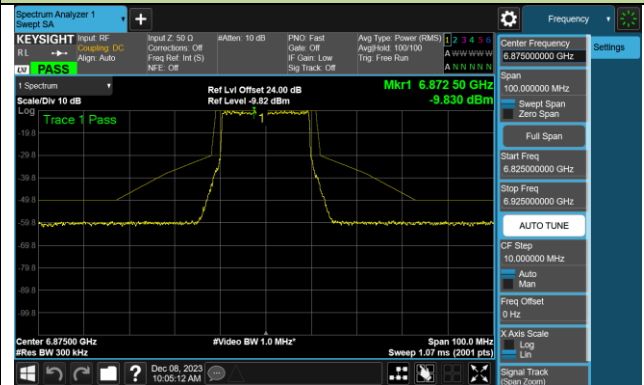 Spectrum Analyzer 1
Swept SA
Frequency
KEYSIGHT
RL
LXI
PASS
Input: RF
Coupling: DC
Align: Auto
Input Z: 50 Ω
Corrections: Off
Freq Ref: Int (S)
NFE: Off
#Atten: 10 dB
PNO: Fast
Gate: Off
IF Gain: Low
Sig Track: Off
Avg Type: Power (RMS)
Avg|Hold: 100/100
Trig: Free Run
1 2 3 4 5 6
A W W W W W
A N N N N N
1 Spectrum
Scale/Div 10 dB
Log
Ref Lvl Offset 24.00 dB
Ref Level -9.82 dBm
Mkr1 6.872 50 GHz
-9.830 dBm
Trace 1 Pass
1
-19.8
-29.8
-39.8
-49.8
-59.8
-69.8
-79.8
-89.8
-99.8
Center 6.87500 GHz
#Res BW 300 kHz
#Video BW 1.0 MHz*
Span 100.0 MHz
Sweep 1.07 ms (2001 pts)
Dec 08, 2023
10:05:12 AM
Center Frequency
6.875000000 GHz
Settings
Span
100.000000 MHz
Swept Span
Zero Span
Full Span
Start Freq
6.825000000 GHz
Stop Freq
6.925000000 GHz
AUTO TUNE
CF Step
10.000000 MHz
Auto
Man
Freq Offset
0 Hz
X Axis Scale
Log
Lin
Signal Track
(Span Zoom)